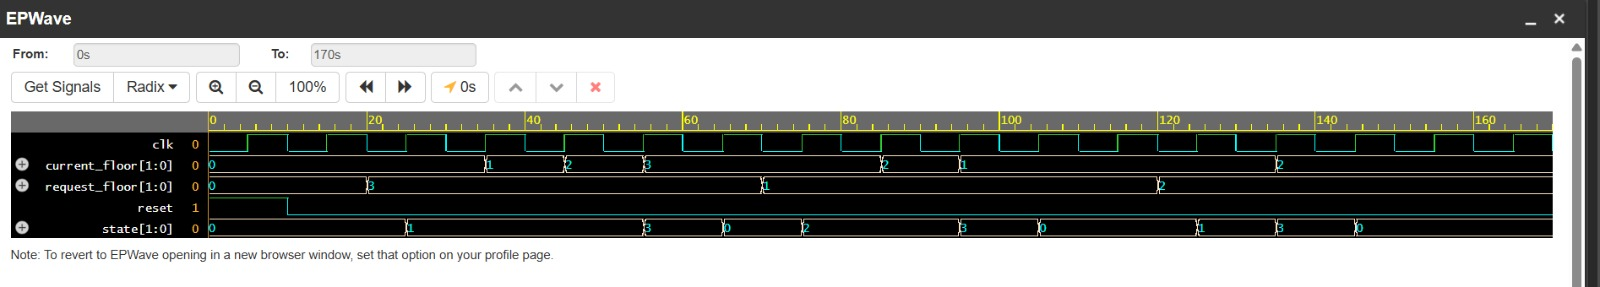 EPWave
From: 0s To: 170s
Get Signals Radix 100% 0s
0 20 40 60 80 100 120 140 160
clk 0
current_floor[1:0] 0 0 1 2 3 2 1 2
request_floor[1:0] 0 0 3 1 2
reset 1
state[1:0] 0 0 1 3 0 2 3 0 1 3 0
Note: To revert to EPWave opening in a new browser window, set that option on your profile page.